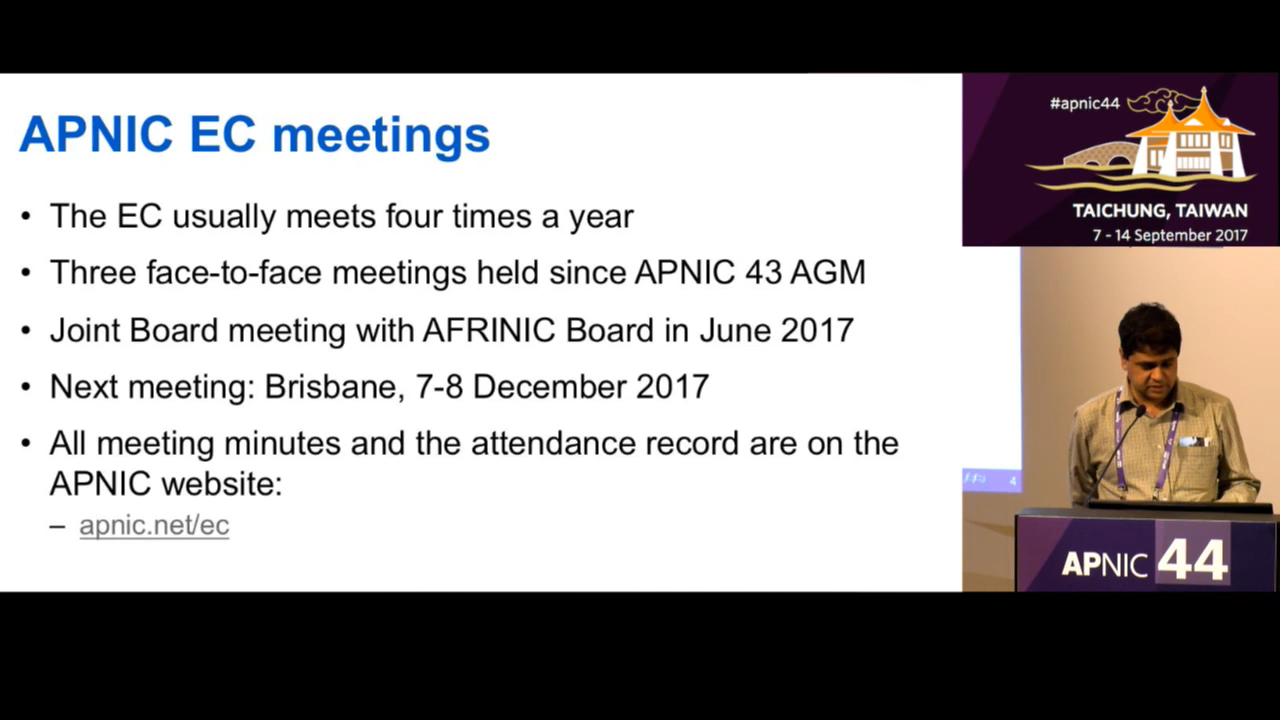 APNIC EC meetings
• The EC usually meets four times a year
• Three face-to-face meetings held since APNIC 43 AGM
• Joint Board meeting with AFRINIC Board in June 2017
• Next meeting: Brisbane, 7-8 December 2017
• All meeting minutes and the attendance record are on the
APNIC website:
– apnic.net/ec
#apnic44
TAICHUNG, TAIWAN
7 - 14 September 2017
4
APNIC 44